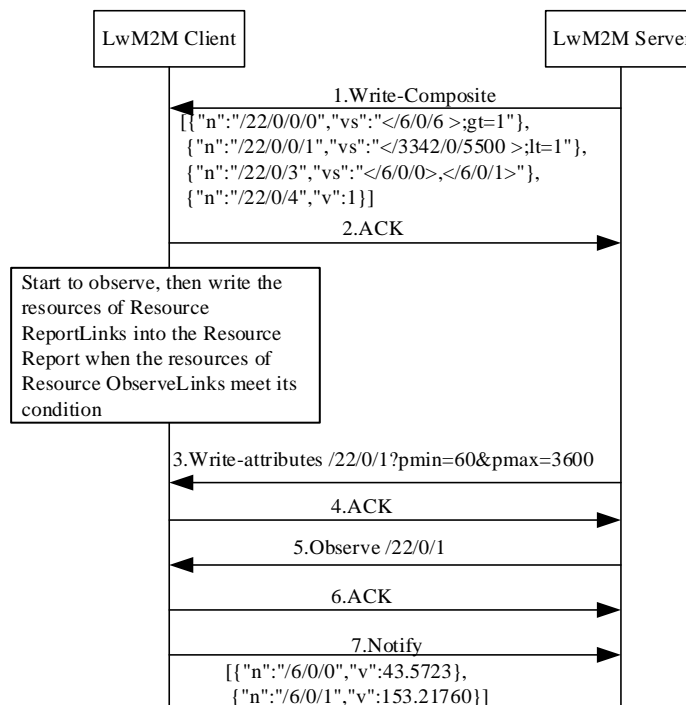 LwM2M Client
LwM2M Server
1.Write-Composite
[{"n":"/22/0/0/0","vs":"</6/0/6 >;gt=1"},
{"n":"/22/0/0/1","vs":"</3342/0/5500 >;lt=1"},
{"n":"/22/0/3","vs":"</6/0/0>,</6/0/1>"},
{"n":"/22/0/4","v":1}]
2.ACK
Start to observe, then write the
resources of Resource
ReportLinks into the Resource
Report when the resources of
Resource ObserveLinks meet its
condition
3.Write-attributes /22/0/1?pmin=60&pmax=3600
4.ACK
5.Observe /22/0/1
6.ACK
7.Notify
[{"n":"/6/0/0","v":43.5723},
{"n":"/6/0/1","v":153.21760}]